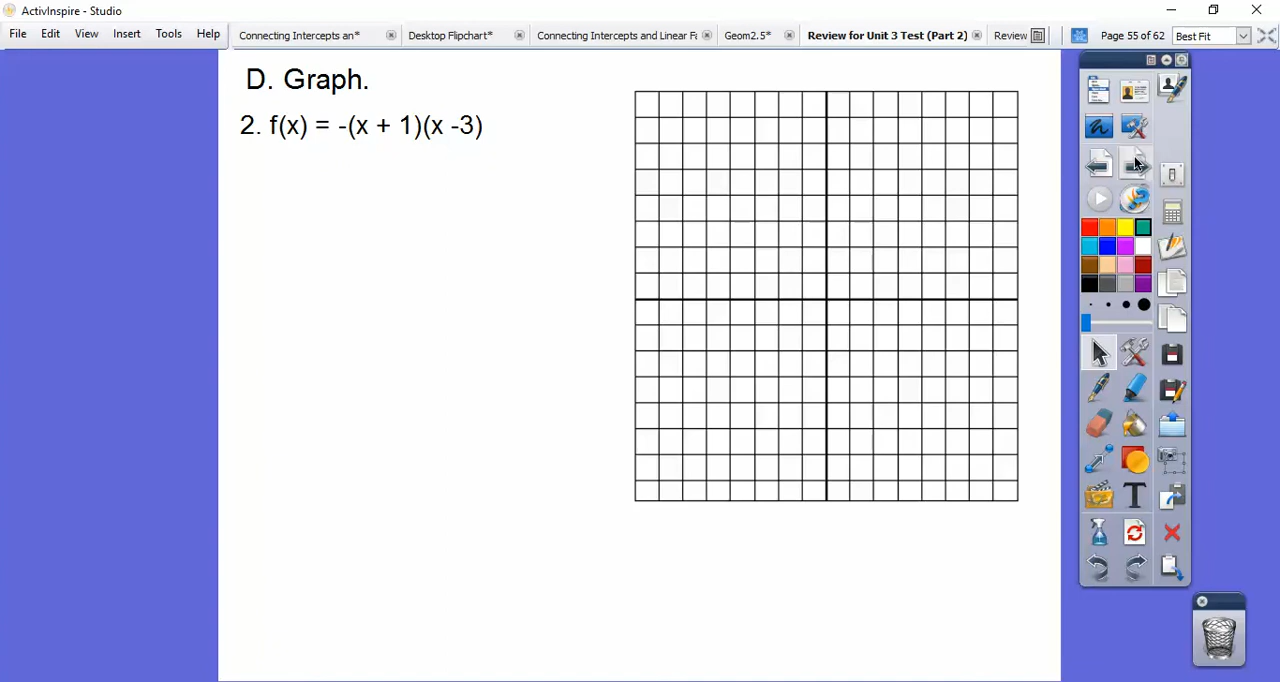 ActivInspire - Studio
File Edit View Insert Tools Help
Connecting Intercepts an*
Desktop Flipchart*
Connecting Intercepts and Linear Fa
Geom2.5*
Review for Unit 3 Test (Part 2)
Review
Page 55 of 62
Best Fit
D. Graph.
2. f(x) = -(x + 1)(x -3)